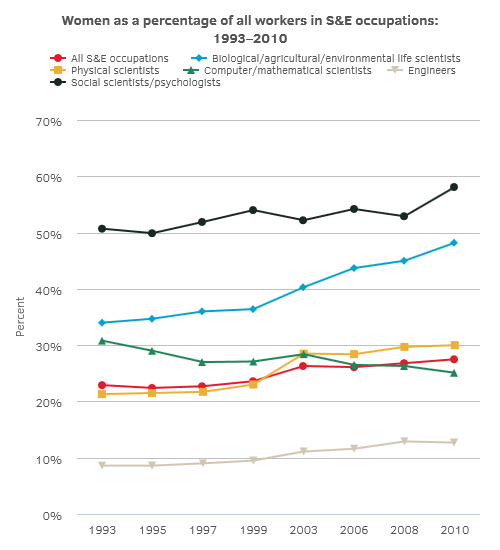 Women as a percentage of all workers in S&E occupations:
1993–2010
All S&E occupations Biological/agricultural/environmental life scientists
Physical scientists Computer/mathematical scientists Engineers
Social scientists/psychologists
70%
60%
50%
40%
30%
20%
10%
0%
Percent
1993 1995 1997 1999 2003 2006 2008 2010